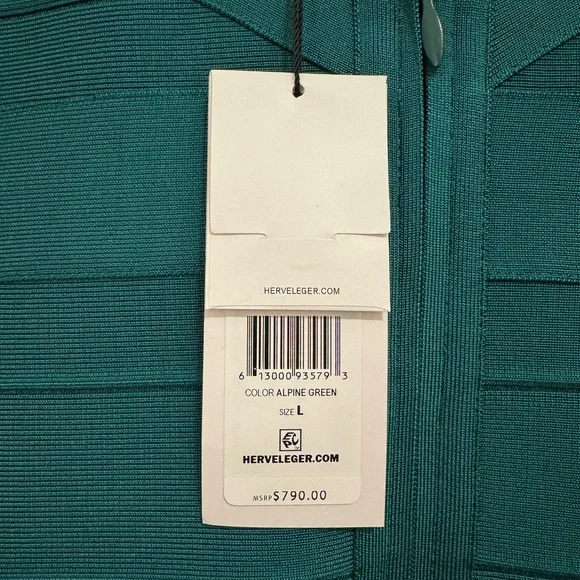 HERVELEGER.COM
6 13000 93579 3
COLOR ALPINE GREEN
SIZE L
HERVELEGER.COM
MSRP $790.00